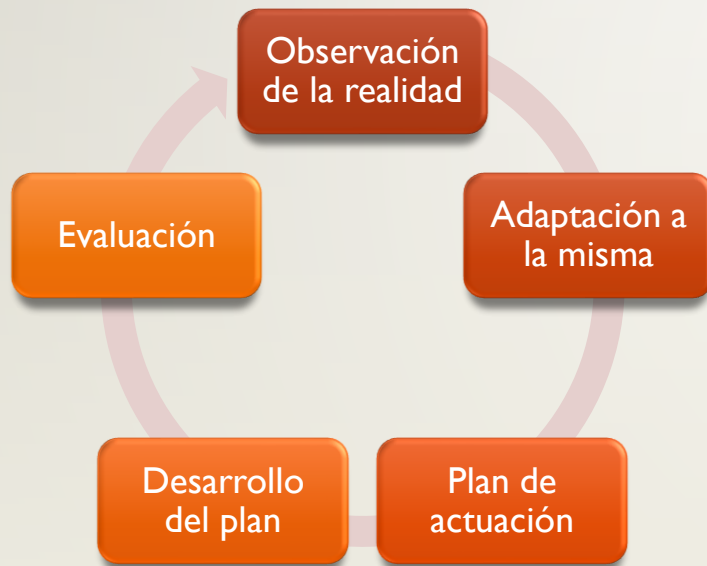 Observación
de la realidad
Adaptación a
la misma
Plan de
actuación
Desarrollo
del plan
Evaluación